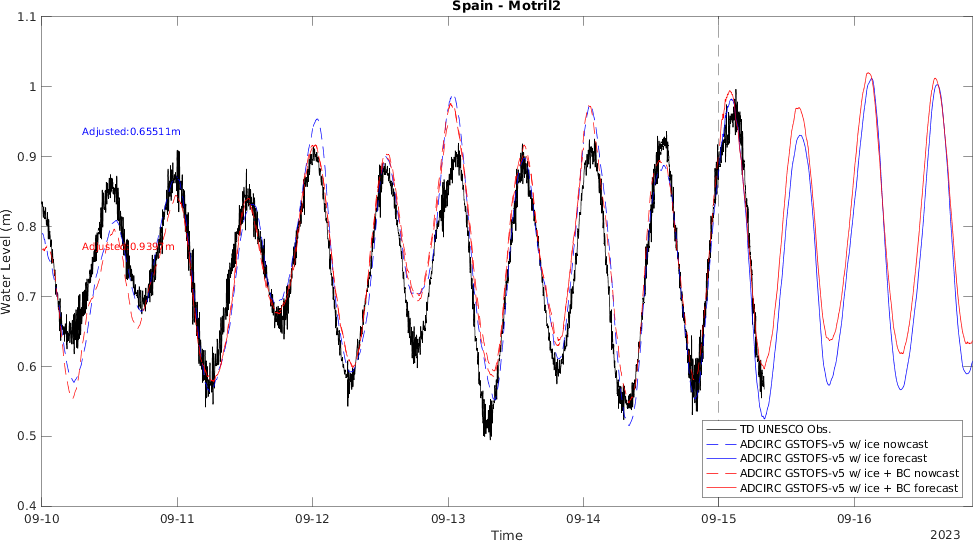 Spain - Motril2
1.1
1
0.9
0.8
0.7
0.6
0.5
0.4
Water Level (m)
Adjusted:0.65511m
TD UNESCO Obs.
ADCIRC GSTOFS-v5 w/ ice nowcast
ADCIRC GSTOFS-v5 w/ ice forecast
ADCIRC GSTOFS-v5 w/ ice + BC nowcast
ADCIRC GSTOFS-v5 w/ ice + BC forecast
09-10
09-11
09-12
09-13
09-14
09-15
09-16
Time
2023